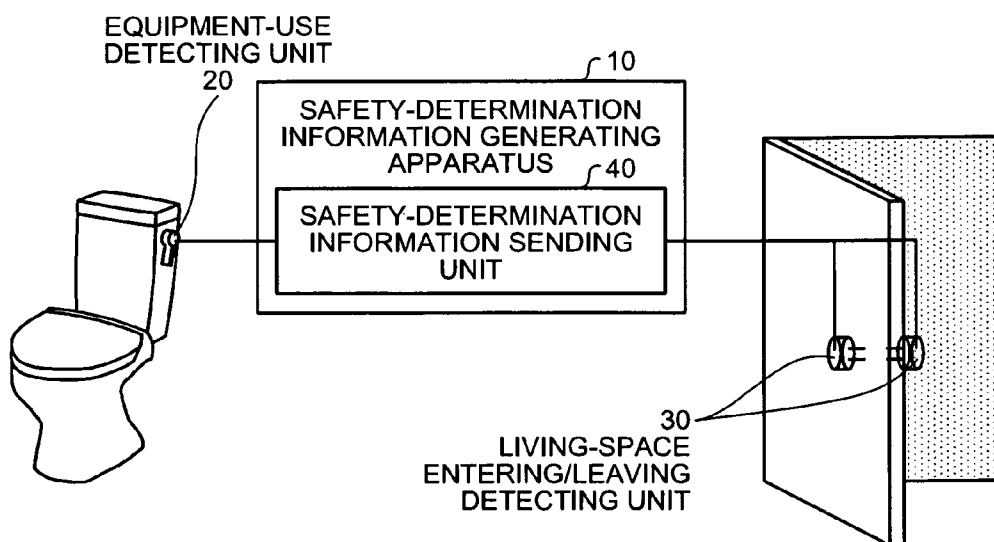 EQUIPMENT-USE
DETECTING UNIT
20
10
SAFETY-DETERMINATION
INFORMATION GENERATING
APPARATUS
40
SAFETY-DETERMINATION
INFORMATION SENDING
UNIT
30
LIVING-SPACE
ENTERING/LEAVING
DETECTING UNIT